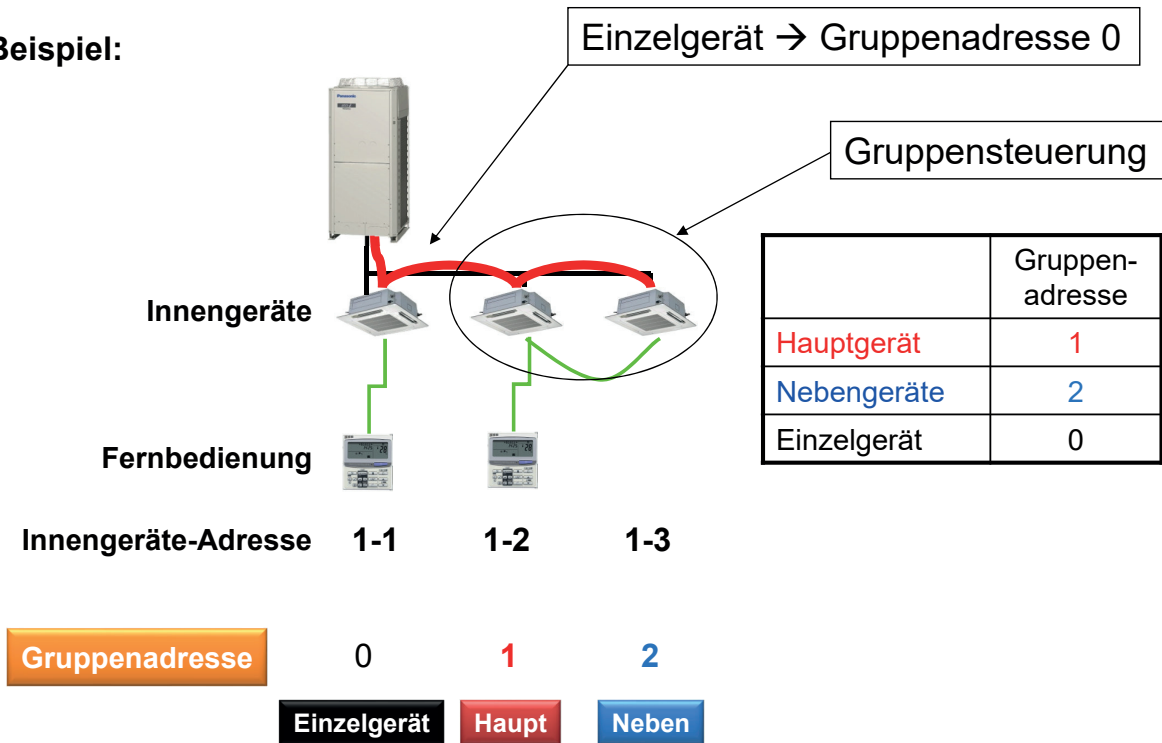 Beispiel:
Einzelgerät → Gruppenadresse 0
Gruppensteuerung
Panasonic
Gruppen-
adresse
Hauptgerät 1
Nebengeräte 2
Einzelgerät 0
Innengeräte
Fernbedienung
Innengeräte-Adresse 1-1 1-2 1-3
Gruppenadresse 0 1 2
Einzelgerät Haupt Neben